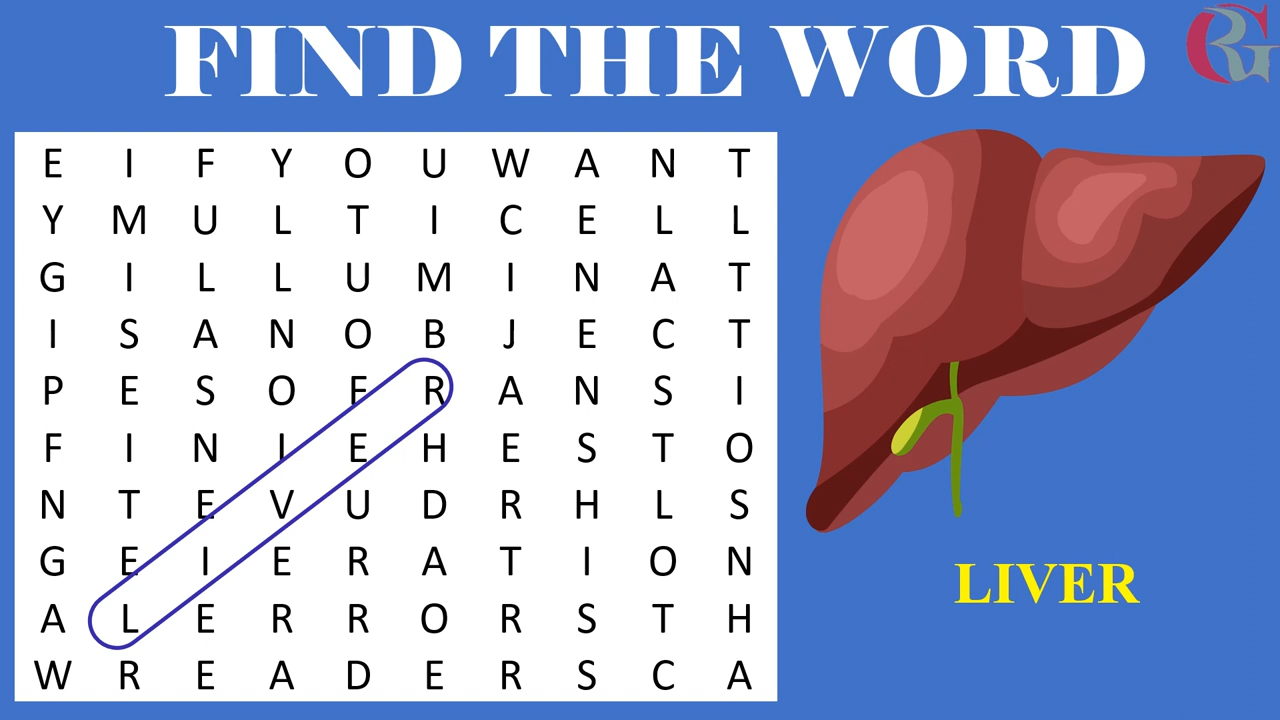 FIND THE WORD
E I F Y O U W A N T
Y M U L T I C E L L
G I L L U M I N A T
I S A N O B J E C T
P E S O F R A N S I
F I N I E H E S T O
N T E V U D R H L S
G E I E R A T I O N
A L E R R O R S T H
W R E A D E R S C A
LIVER